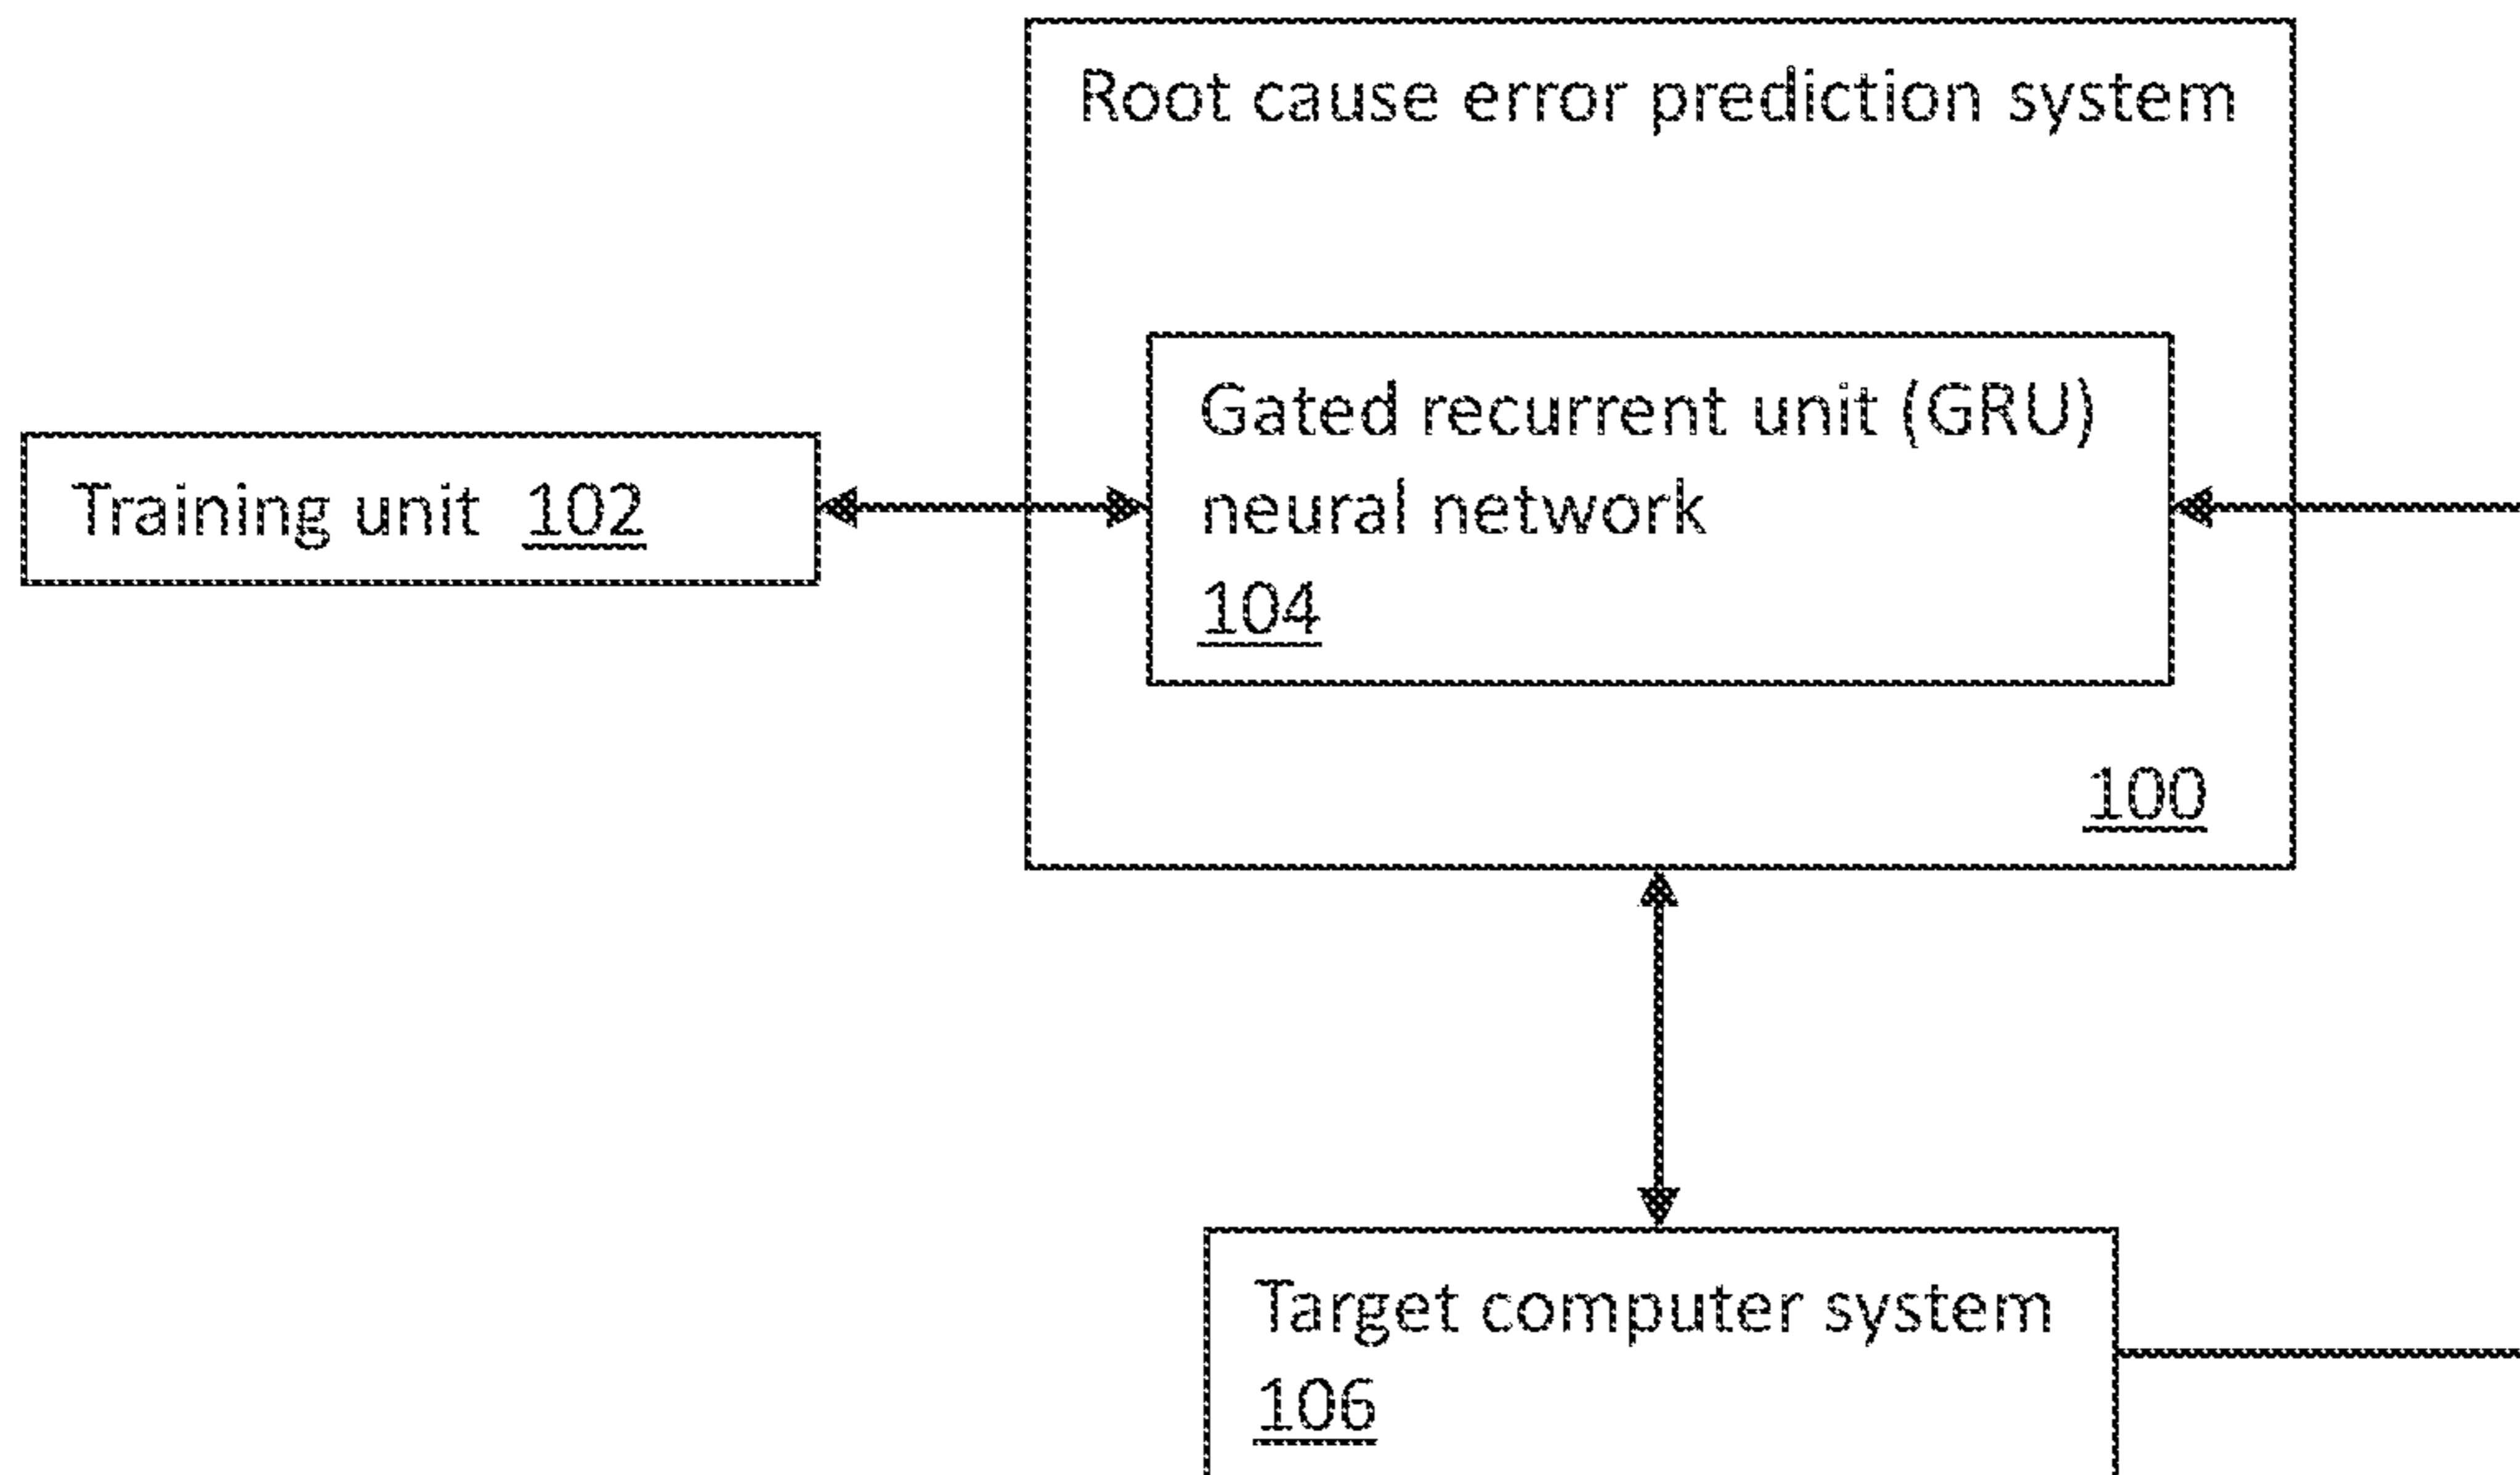 Root cause error prediction system
Gated recurrent unit (GRU)
neural network
104
Training unit 102
100
Target computer system
106